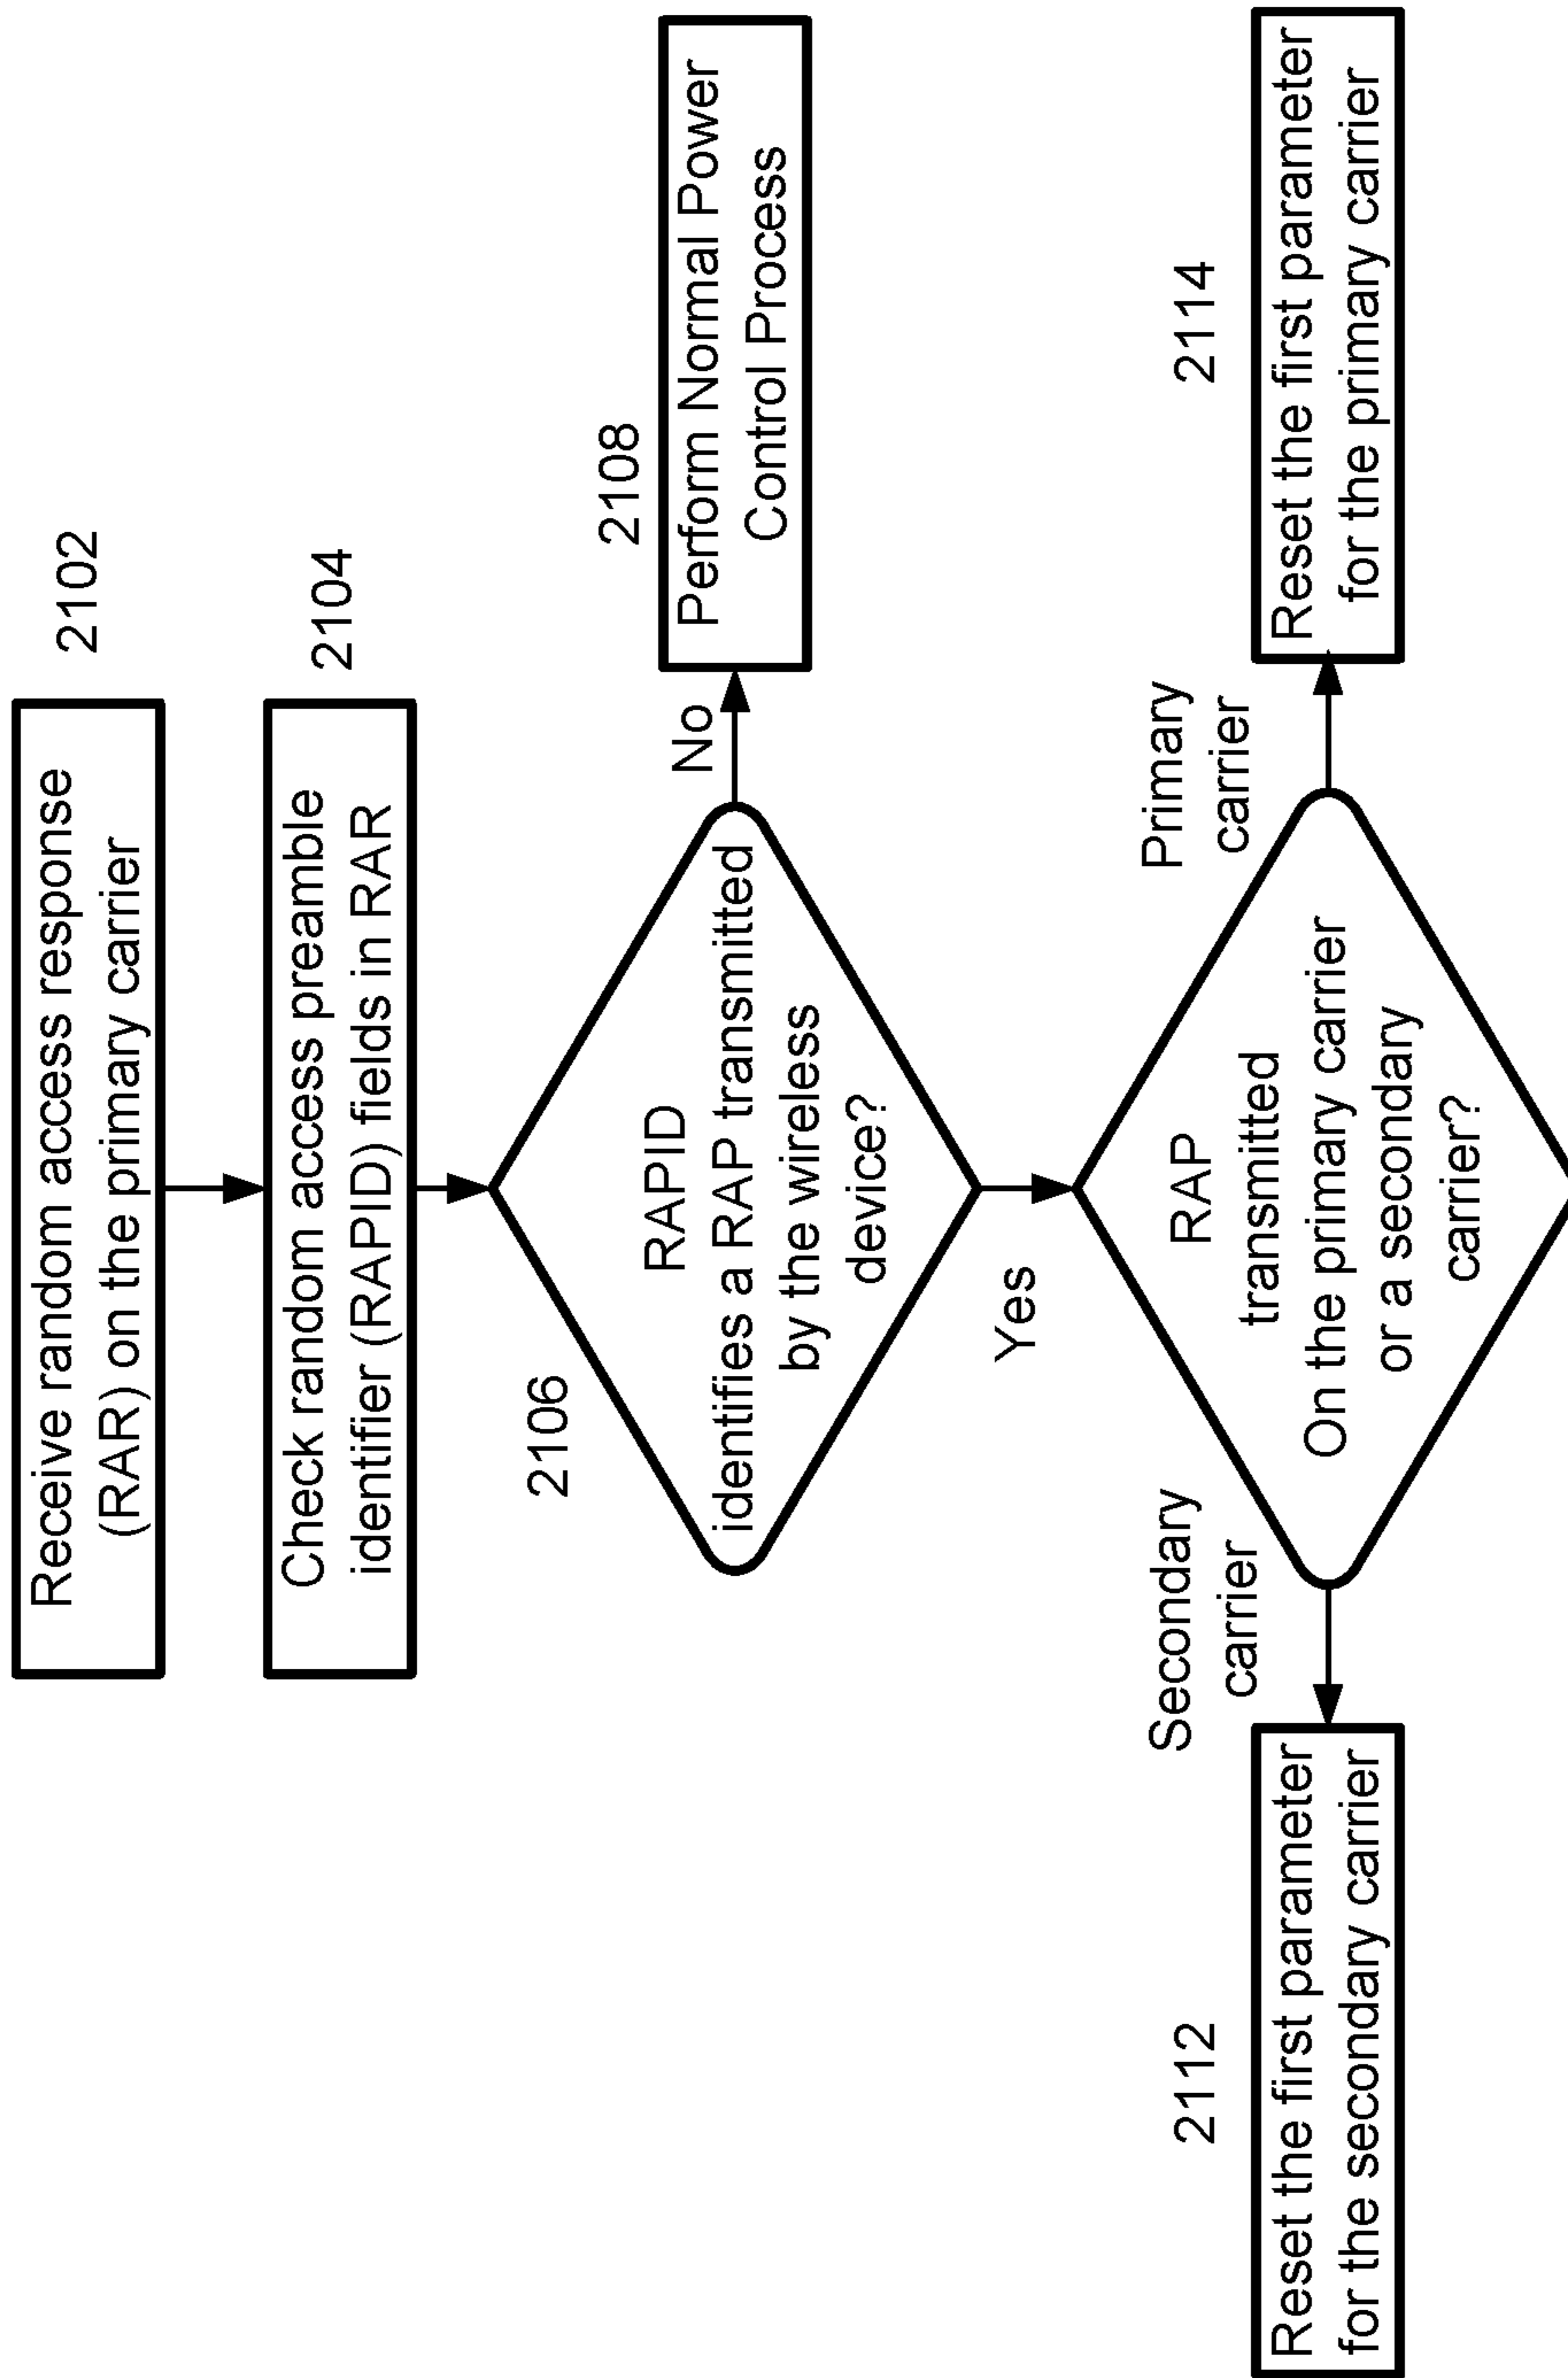 2102
Receive random access response
(RAR) on the primary carrier
2104
Check random access preamble
identifier (RAPID) fields in RAR
2106
RAPID
identifies a RAP transmitted
by the wireless
device?
No
2108
Perform Normal Power
Control Process
Yes
RAP
transmitted
On the primary carrier
or a secondary
carrier?
Secondary
carrier
2112
Reset the first parameter
for the secondary carrier
Primary
carrier
2114
Reset the first parameter
for the primary carrier